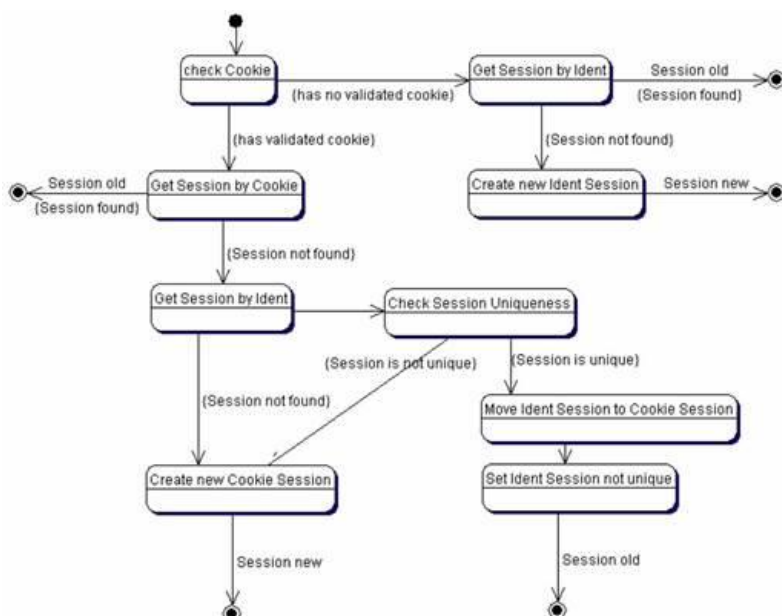 check Cookie
Get Session by Ident
Session old
{has no validated cookie}
{Session found}
{has validated cookie}
{Session not found}
Session old
Get Session by Cookie
Create new Ident Session
Session new
{Session found}
{Session not found}
Get Session by Ident
Check Session Uniqueness
{Session is not unique}
{Session is unique}
{Session not found}
Move Ident Session to Cookie Session
Create new Cookie Session
Set Ident Session not unique
Session new
Session old